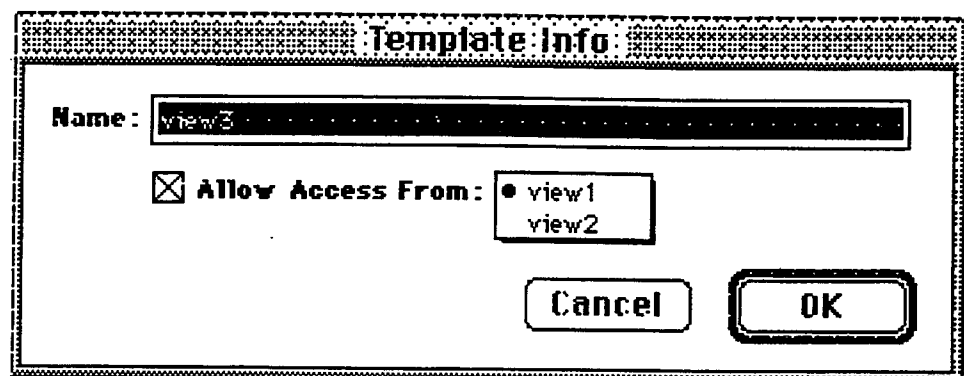 Template Info
Name: view3
Allow Access From: view1
view2
Cancel OK